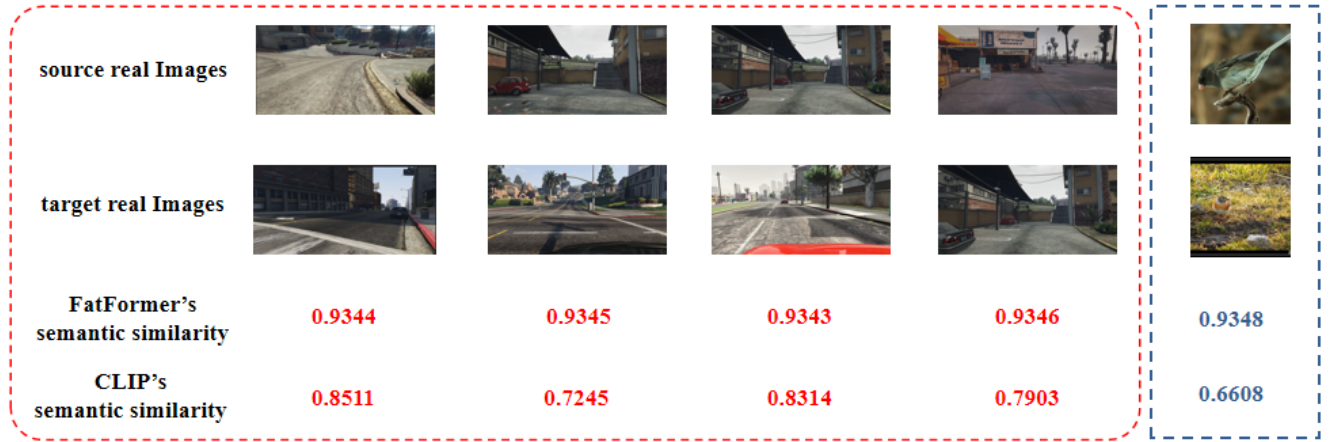 source real Images
target real Images
FatFormer's
semantic similarity
0.9344 0.9345 0.9343 0.9346 0.9348
CLIP's
semantic similarity
0.8511 0.7245 0.8314 0.7903 0.6608